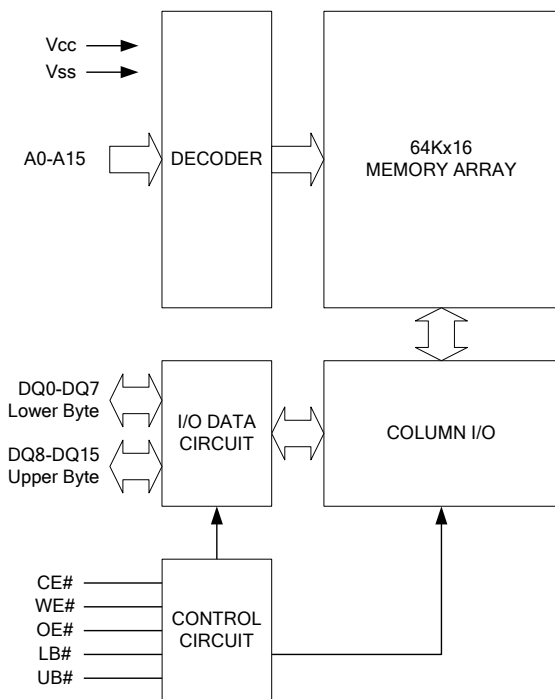 Vcc
Vss
A0-A15
DECODER
64Kx16
MEMORY ARRAY
DQ0-DQ7
Lower Byte
DQ8-DQ15
Upper Byte
I/O DATA
CIRCUIT
COLUMN I/O
CE#
WE#
OE#
LB#
UB#
CONTROL
CIRCUIT